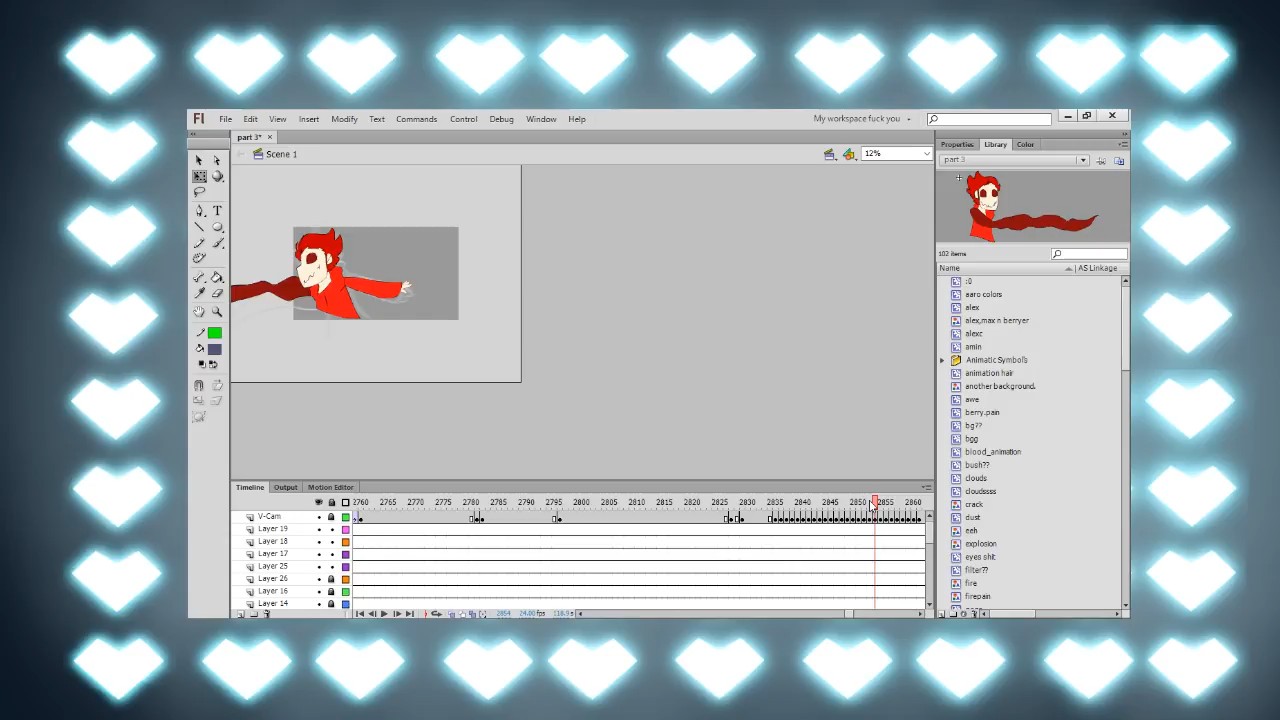 Fl File Edit View Insert Modify Text Commands Control Debug Window Help My workspace fuck you
part 3* ×
Scene 1 12%
Properties Library Color
part 3
102 items
Name AS Linkage
:0
aaro colors
alex
alex,max n berryer
alexc
amin
Animatic Symbols
animation hair
another background.
awe
berry.pain
bg??
bgg
blood_animation
bush??
clouds
cloudssss
crack
dust
eeh
explosion
eyes shit
filter??
fire
firepain
Timeline Output Motion Editor
2760 2765 2770 2775 2780 2785 2790 2795 2800 2805 2810 2815 2820 2825 2830 2835 2840 2845 2850 2855 2860
V-Cam
Layer 19
Layer 18
Layer 17
Layer 25
Layer 26
Layer 16
Layer 14
2854 24.00 fps 118.9 s